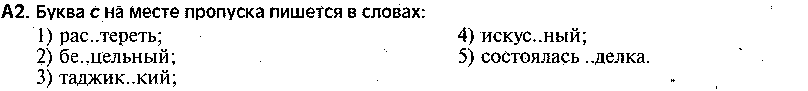 А2. Буква с на месте пропуска пишется в словах:
1) рас..тереть;
2) бе..цельный;
3) таджик..кий;
4) искус..ный;
5) состоялась ..делка.